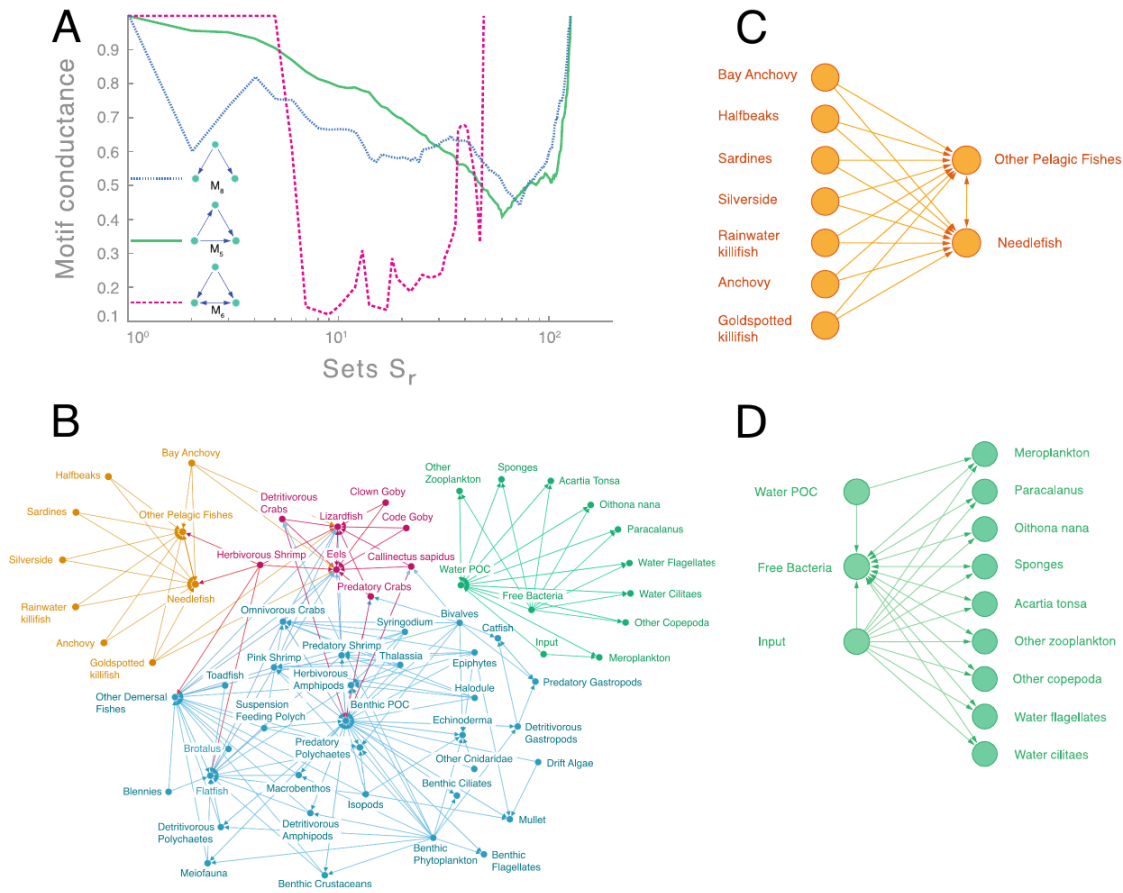 A
Motif conductance
0.9
0.8
0.7
0.6
0.5
0.4
0.3
0.2
0.1
M8
M5
M6
10⁰
10¹
10²
Sets Sr
C
Bay Anchovy
Halfbeaks
Sardines
Silverside
Rainwater
killifish
Anchovy
Goldspotted
killifish
Other Pelagic Fishes
Needlefish
B
Bay Anchovy
Halfbeaks
Sardines
Other Pelagic Fishes
Silverside
Needlefish
Rainwater
killifish
Anchovy
Goldspotted
killifish
Detritivorous
Crabs
Clown Goby
Lizardfish
Code Goby
Herbivorous Shrimp
Eels
Callinectus sapidus
Predatory Crabs
Other
Zooplankton
Sponges
Acartia Tonsa
Oithona nana
Paracalanus
Water POC
Water Flagellates
Free Bacteria
Water Cilitaes
Other Copepoda
Input
Meroplankton
Omnivorous Crabs
Syringodium
Bivalves
Catfish
Predatory Shrimp
Pink Shrimp
Thalassia
Epiphytes
Toadfish
Herbivorous
Amphipods
Halodule
Predatory Gastropods
Other Demersal
Fishes
Suspension
Feeding Polych
Benthic POC
Echinoderma
Detritivorous
Gastropods
Predatory
Polychaetes
Brotalus
Other Cnidaridae
Drift Algae
Blennies
Flatfish
Macrobenthos
Isopods
Benthic Ciliates
Detritivorous
Polychaetes
Detritivorous
Amphipods
Mullet
Benthic
Phytoplankton
Meiofauna
Benthic Crustaceans
Benthic
Flagellates
D
Water POC
Free Bacteria
Input
Meroplankton
Paracalanus
Oithona nana
Sponges
Acartia tonsa
Other zooplankton
Other copepoda
Water flagellates
Water cilitaes